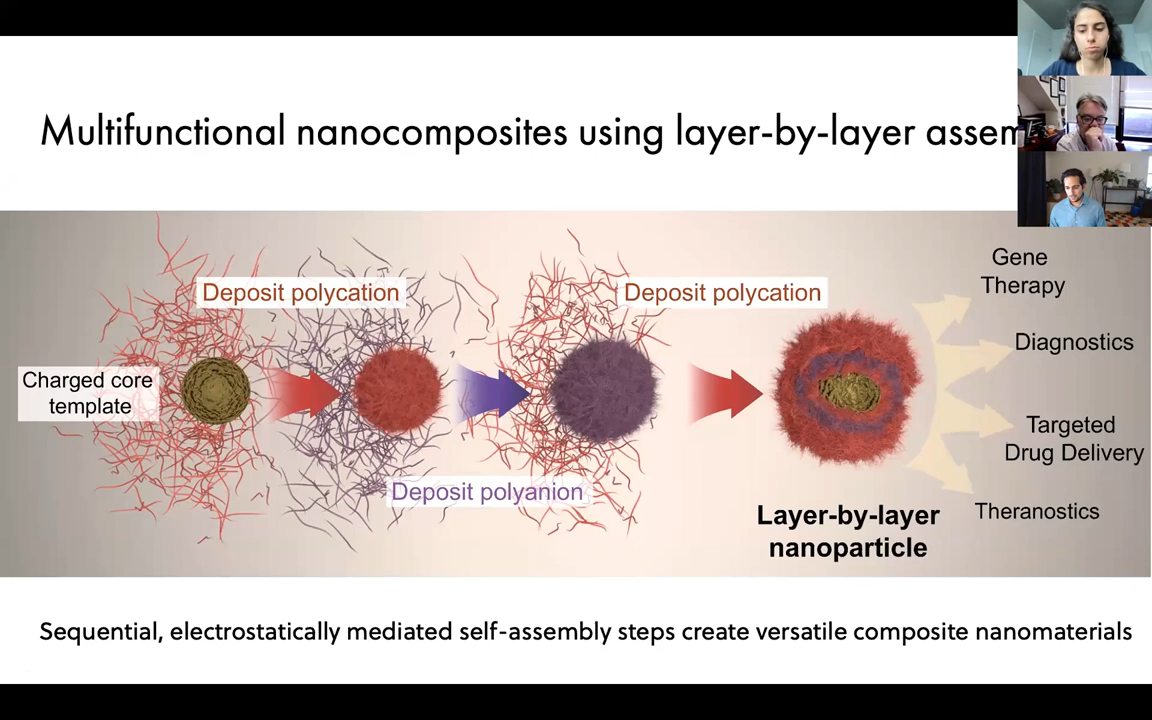 Multifunctional nanocomposites using layer-by-layer
Deposit polycation
Deposit polycation
Charged core
template
Deposit polyanion
Layer-by-layer
nanoparticle
Gene
Therapy
Diagnostics
Targeted
Drug Delivery
Theranostics
Sequential, electrostatically mediated self-assembly steps create versatile composite nanomaterials